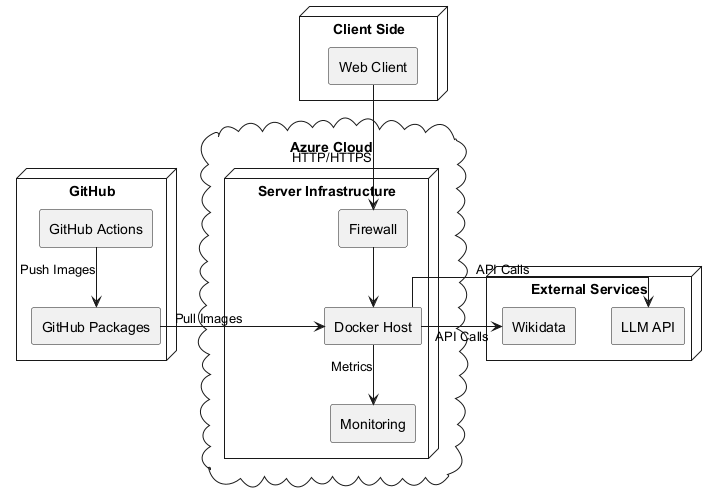 Client Side
Web Client
Azure Cloud
HTTP/HTTPS
GitHub
Server Infrastructure
GitHub Actions
Firewall
Push Images
API Calls
External Services
GitHub Packages
Pull Images
Docker Host
API Calls
Wikidata
LLM API
Metrics
Monitoring